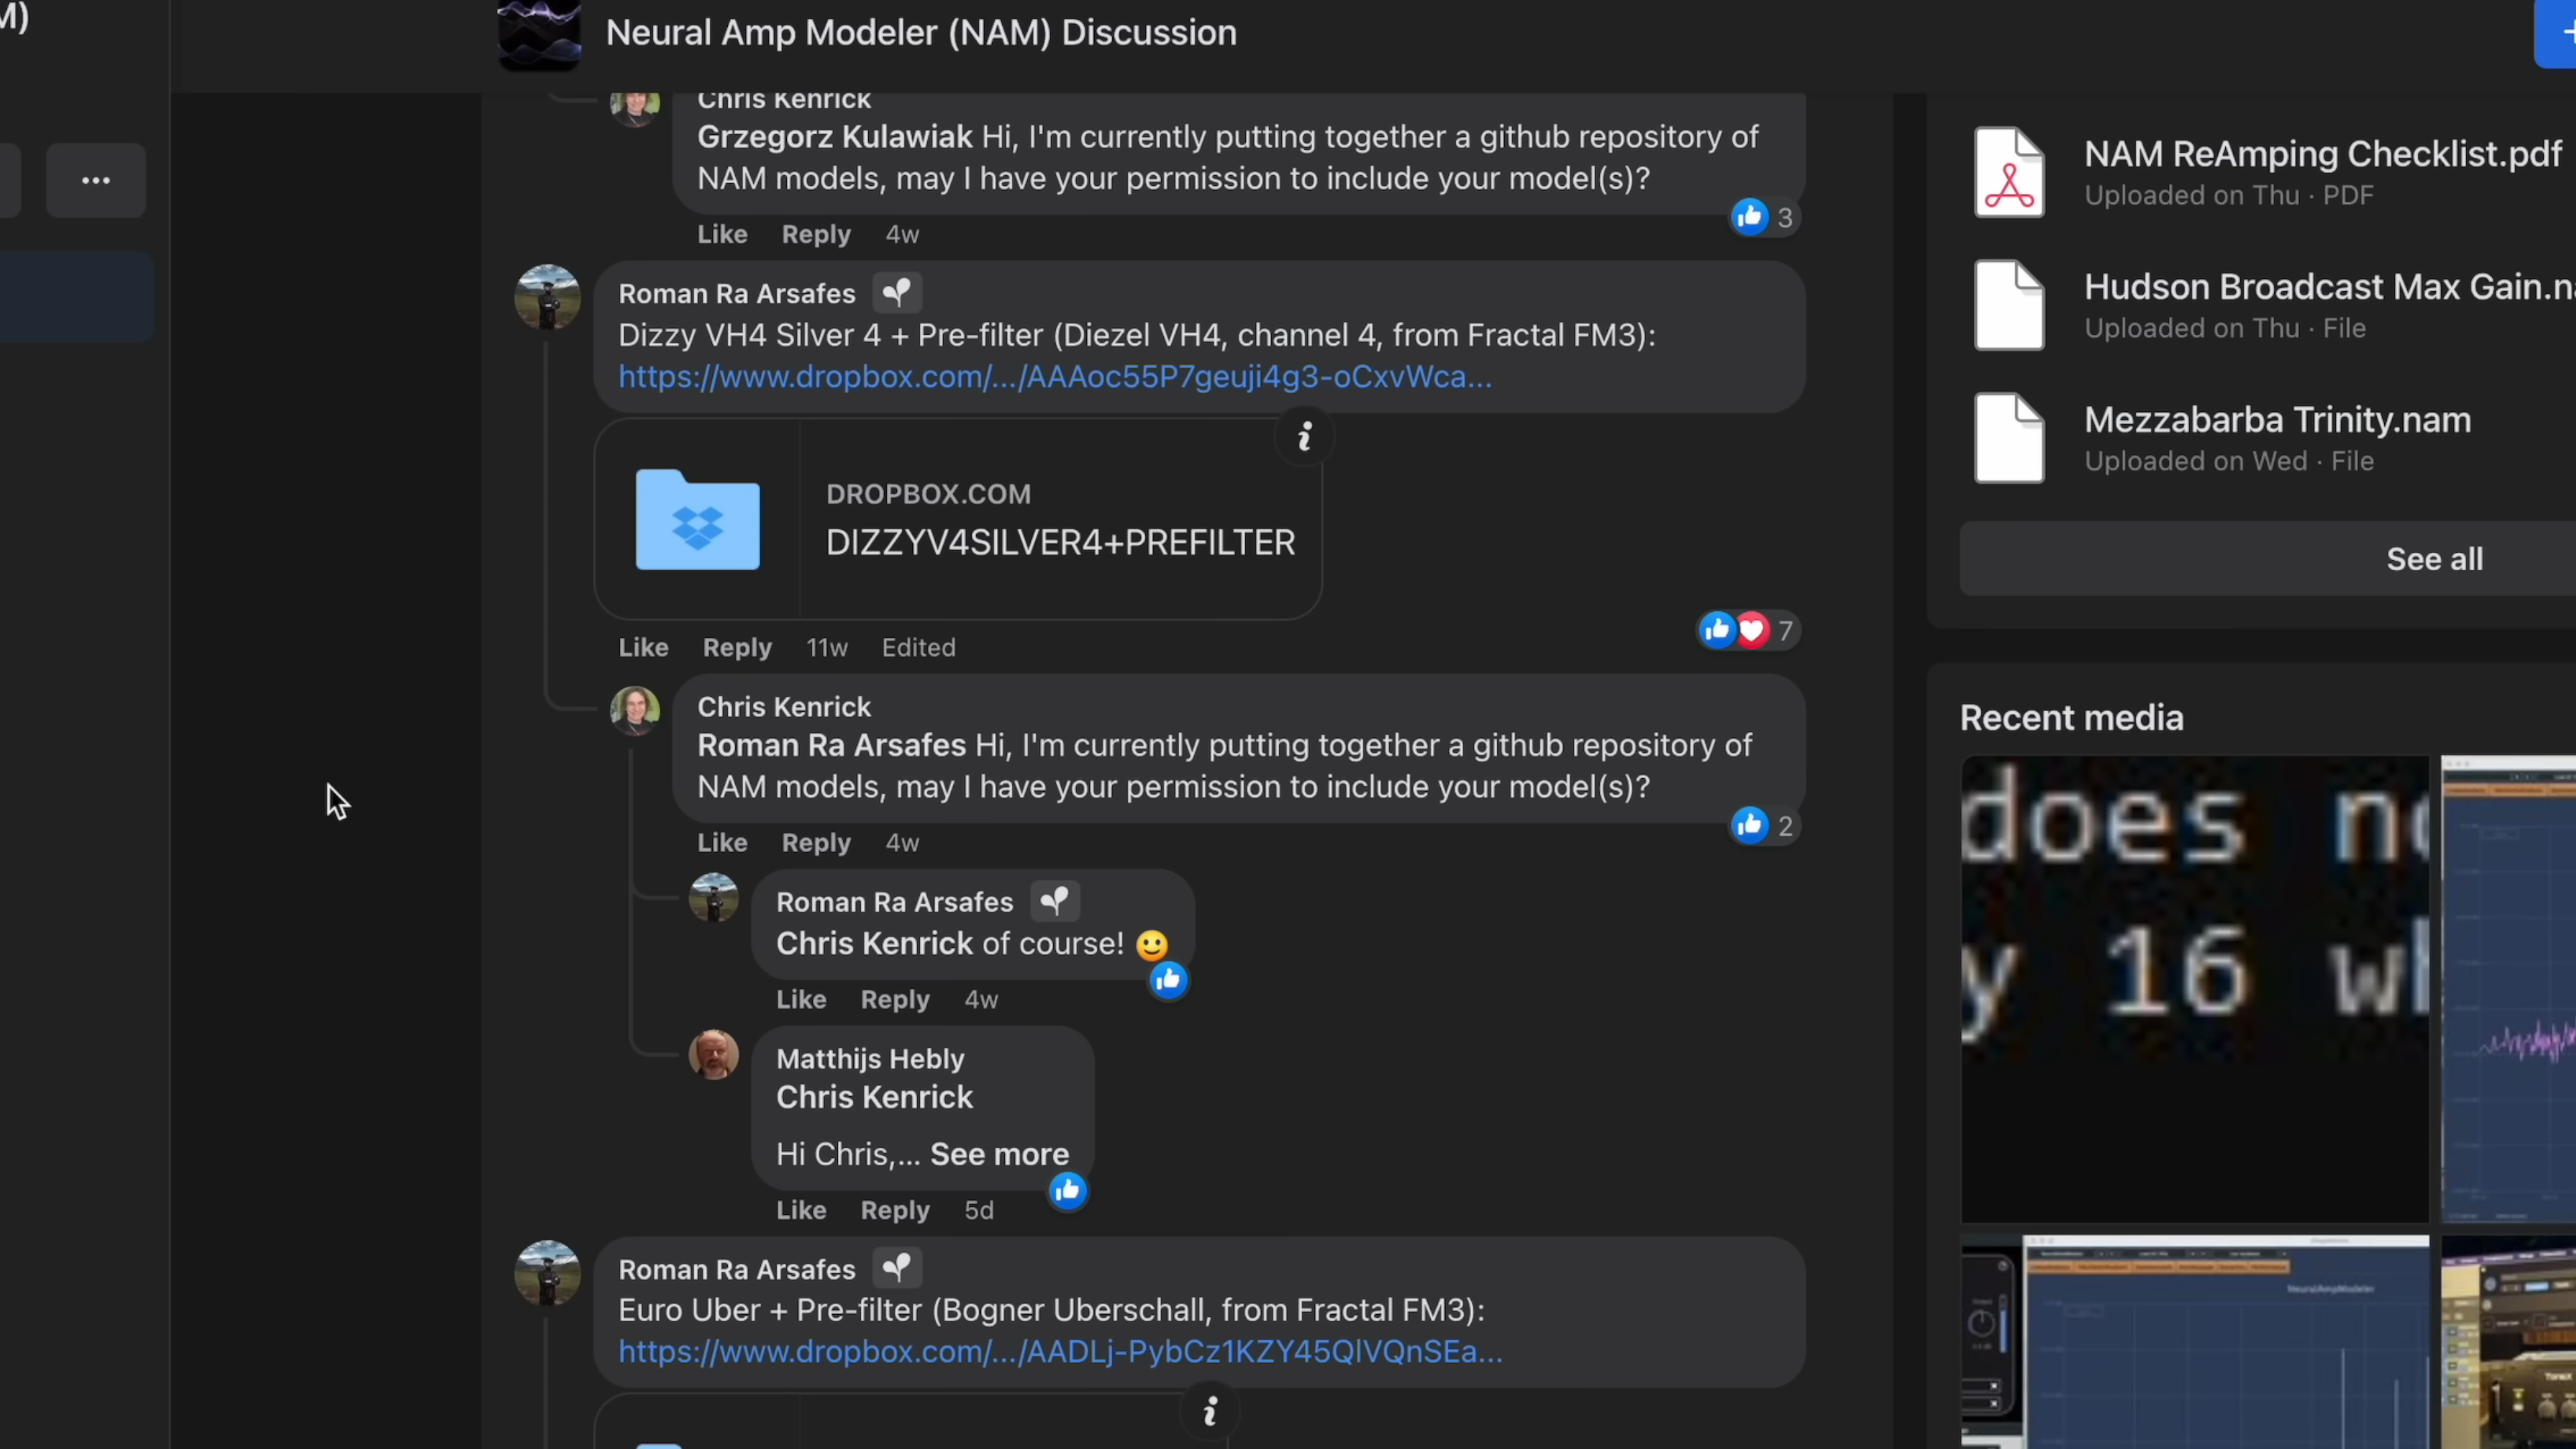 M)
Neural Amp Modeler (NAM) Discussion
Chris Kenrick
Grzegorz Kulawiak Hi, I'm currently putting together a github repository of
NAM models, may I have your permission to include your model(s)?
3
Like Reply 4w
Roman Ra Arsafes
Dizzy VH4 Silver 4 + Pre-filter (Diezel VH4, channel 4, from Fractal FM3):
https://www.dropbox.com/.../AAAoc55P7geuji4g3-oCxvWca...
DROPBOX.COM
DIZZYV4SILVER4+PREFILTER
7
Like Reply 11w Edited
Chris Kenrick
Roman Ra Arsafes Hi, I'm currently putting together a github repository of
NAM models, may I have your permission to include your model(s)?
2
Like Reply 4w
Roman Ra Arsafes
Chris Kenrick of course! 🙂
Like Reply 4w
Matthijs Hebly
Chris Kenrick
Hi Chris,... See more
Like Reply 5d
Roman Ra Arsafes
Euro Uber + Pre-filter (Bogner Uberschall, from Fractal FM3):
https://www.dropbox.com/.../AADLj-PybCz1KZY45QlVQnSEa...
NAM ReAmping Checklist.pdf
Uploaded on Thu · PDF
Hudson Broadcast Max Gain.n
Uploaded on Thu · File
Mezzabarba Trinity.nam
Uploaded on Wed · File
See all
Recent media
does
y 16
NeuralAmpModeler